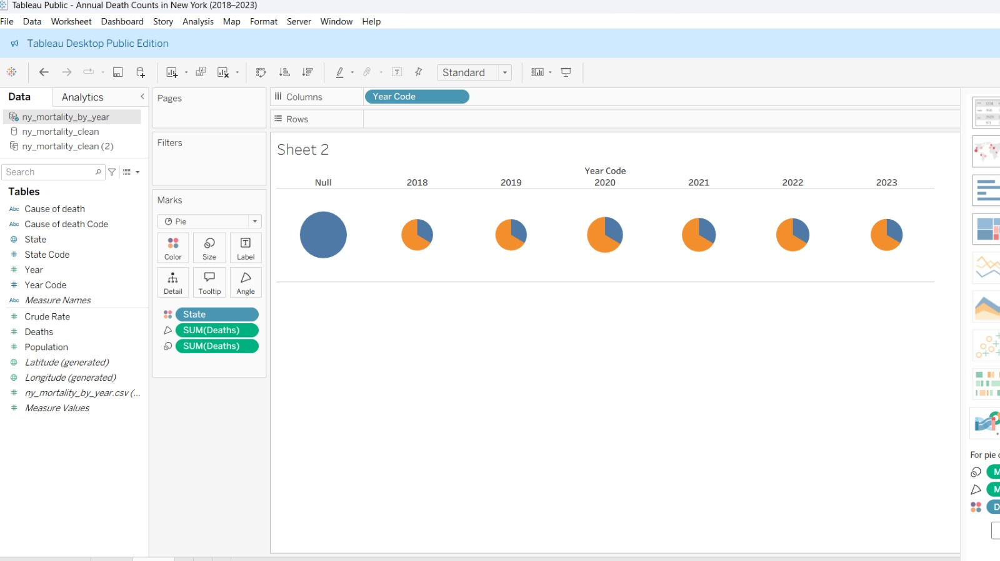 Tableau Public - Annual Death Counts in New York (2018–2023)
File Data Worksheet Dashboard Story Analysis Map Format Server Window Help
Tableau Desktop Public Edition
Standard
Data Analytics
ny_mortality_by_year
ny_mortality_clean
ny_mortality_clean (2)
Search
Tables
Abc Cause of death
Abc Cause of death Code
State
# State Code
# Year
# Year Code
Abc Measure Names
# Crude Rate
# Deaths
# Population
Latitude (generated)
Longitude (generated)
# ny_mortality_by_year.csv (...
# Measure Values
Pages
Filters
Marks
Pie
Color Size Label
Detail Tooltip Angle
State
SUM(Deaths)
SUM(Deaths)
Columns Year Code
Rows
Sheet 2
Year Code
Null 2018 2019 2020 2021 2022 2023
For pie
M
M
D